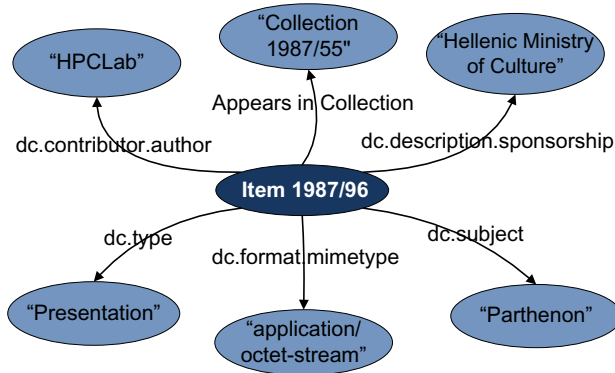 “Collection
1987/55"
“HPCLab”
“Hellenic Ministry
of Culture”
Appears in Collection
dc.contributor.author
dc.description.sponsorship
Item 1987/96
dc.type
dc.subject
dc.format.mimetype
“Presentation”
“application/
octet-stream”
“Parthenon”